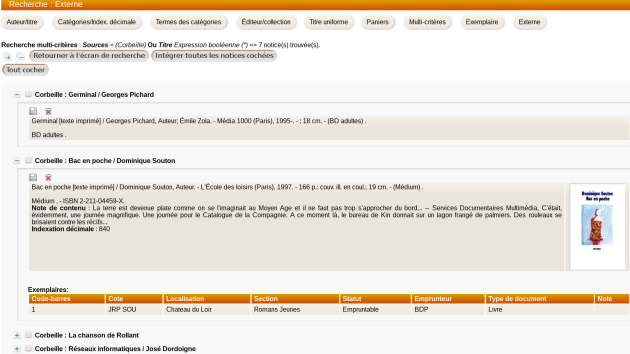 Recherche : Externe
Auteur/titre Catégories/Index. décimale Termes des catégories Éditeur/collection Titre uniforme Paniers Multi-critères Exemplaire Externe
Recherche multi-critères : Sources = (Corbeille) Ou Titre Expression booléenne (*) => 7 notice(s) trouvée(s).
Retourner à l'écran de recherche Intégrer toutes les notices cochées
Tout cocher
Corbeille : Germinal / Georges Pichard
Germinal [texte imprimé] / Georges Pichard, Auteur; Émile Zola. - Média 1000 (Paris), 1995-. - ; 18 cm. - (BD adultes) .
BD adultes .
Corbeille : Bac en poche / Dominique Souton
Bac en poche [texte imprimé] / Dominique Souton, Auteur. - L'École des loisirs (Paris), 1997. - 166 p.: couv. ill. en coul.; 19 cm. - (Médium) .
Médium . - ISBN 2-211-04459-X.
Note de contenu : La terre est devenue plate comme on se l'imaginait au Moyen Age et il ne faut pas trop s'approcher du bord... -- Services Documentaires Multimédia, C'était,
évidemment, une journée magnifique. Une journée pour le Catalogue de la Compagnie. A ce moment là, le bureau de Kin donnait sur un lagon frangé de palmiers. Des rouleaux se
brisaient contre les récifs...
Indexation décimale : 840
Dominique Souton
Bac en poche
Exemplaires:
Code-barres Cote Localisation Section Statut Emprunteur Type de document Note
1 JRP SOU Chateau du Loir Romans Jeunes Empruntable BDP Livre
Corbeille : La chanson de Rollant
Corbeille : Réseaux informatiques / José Dordoigne